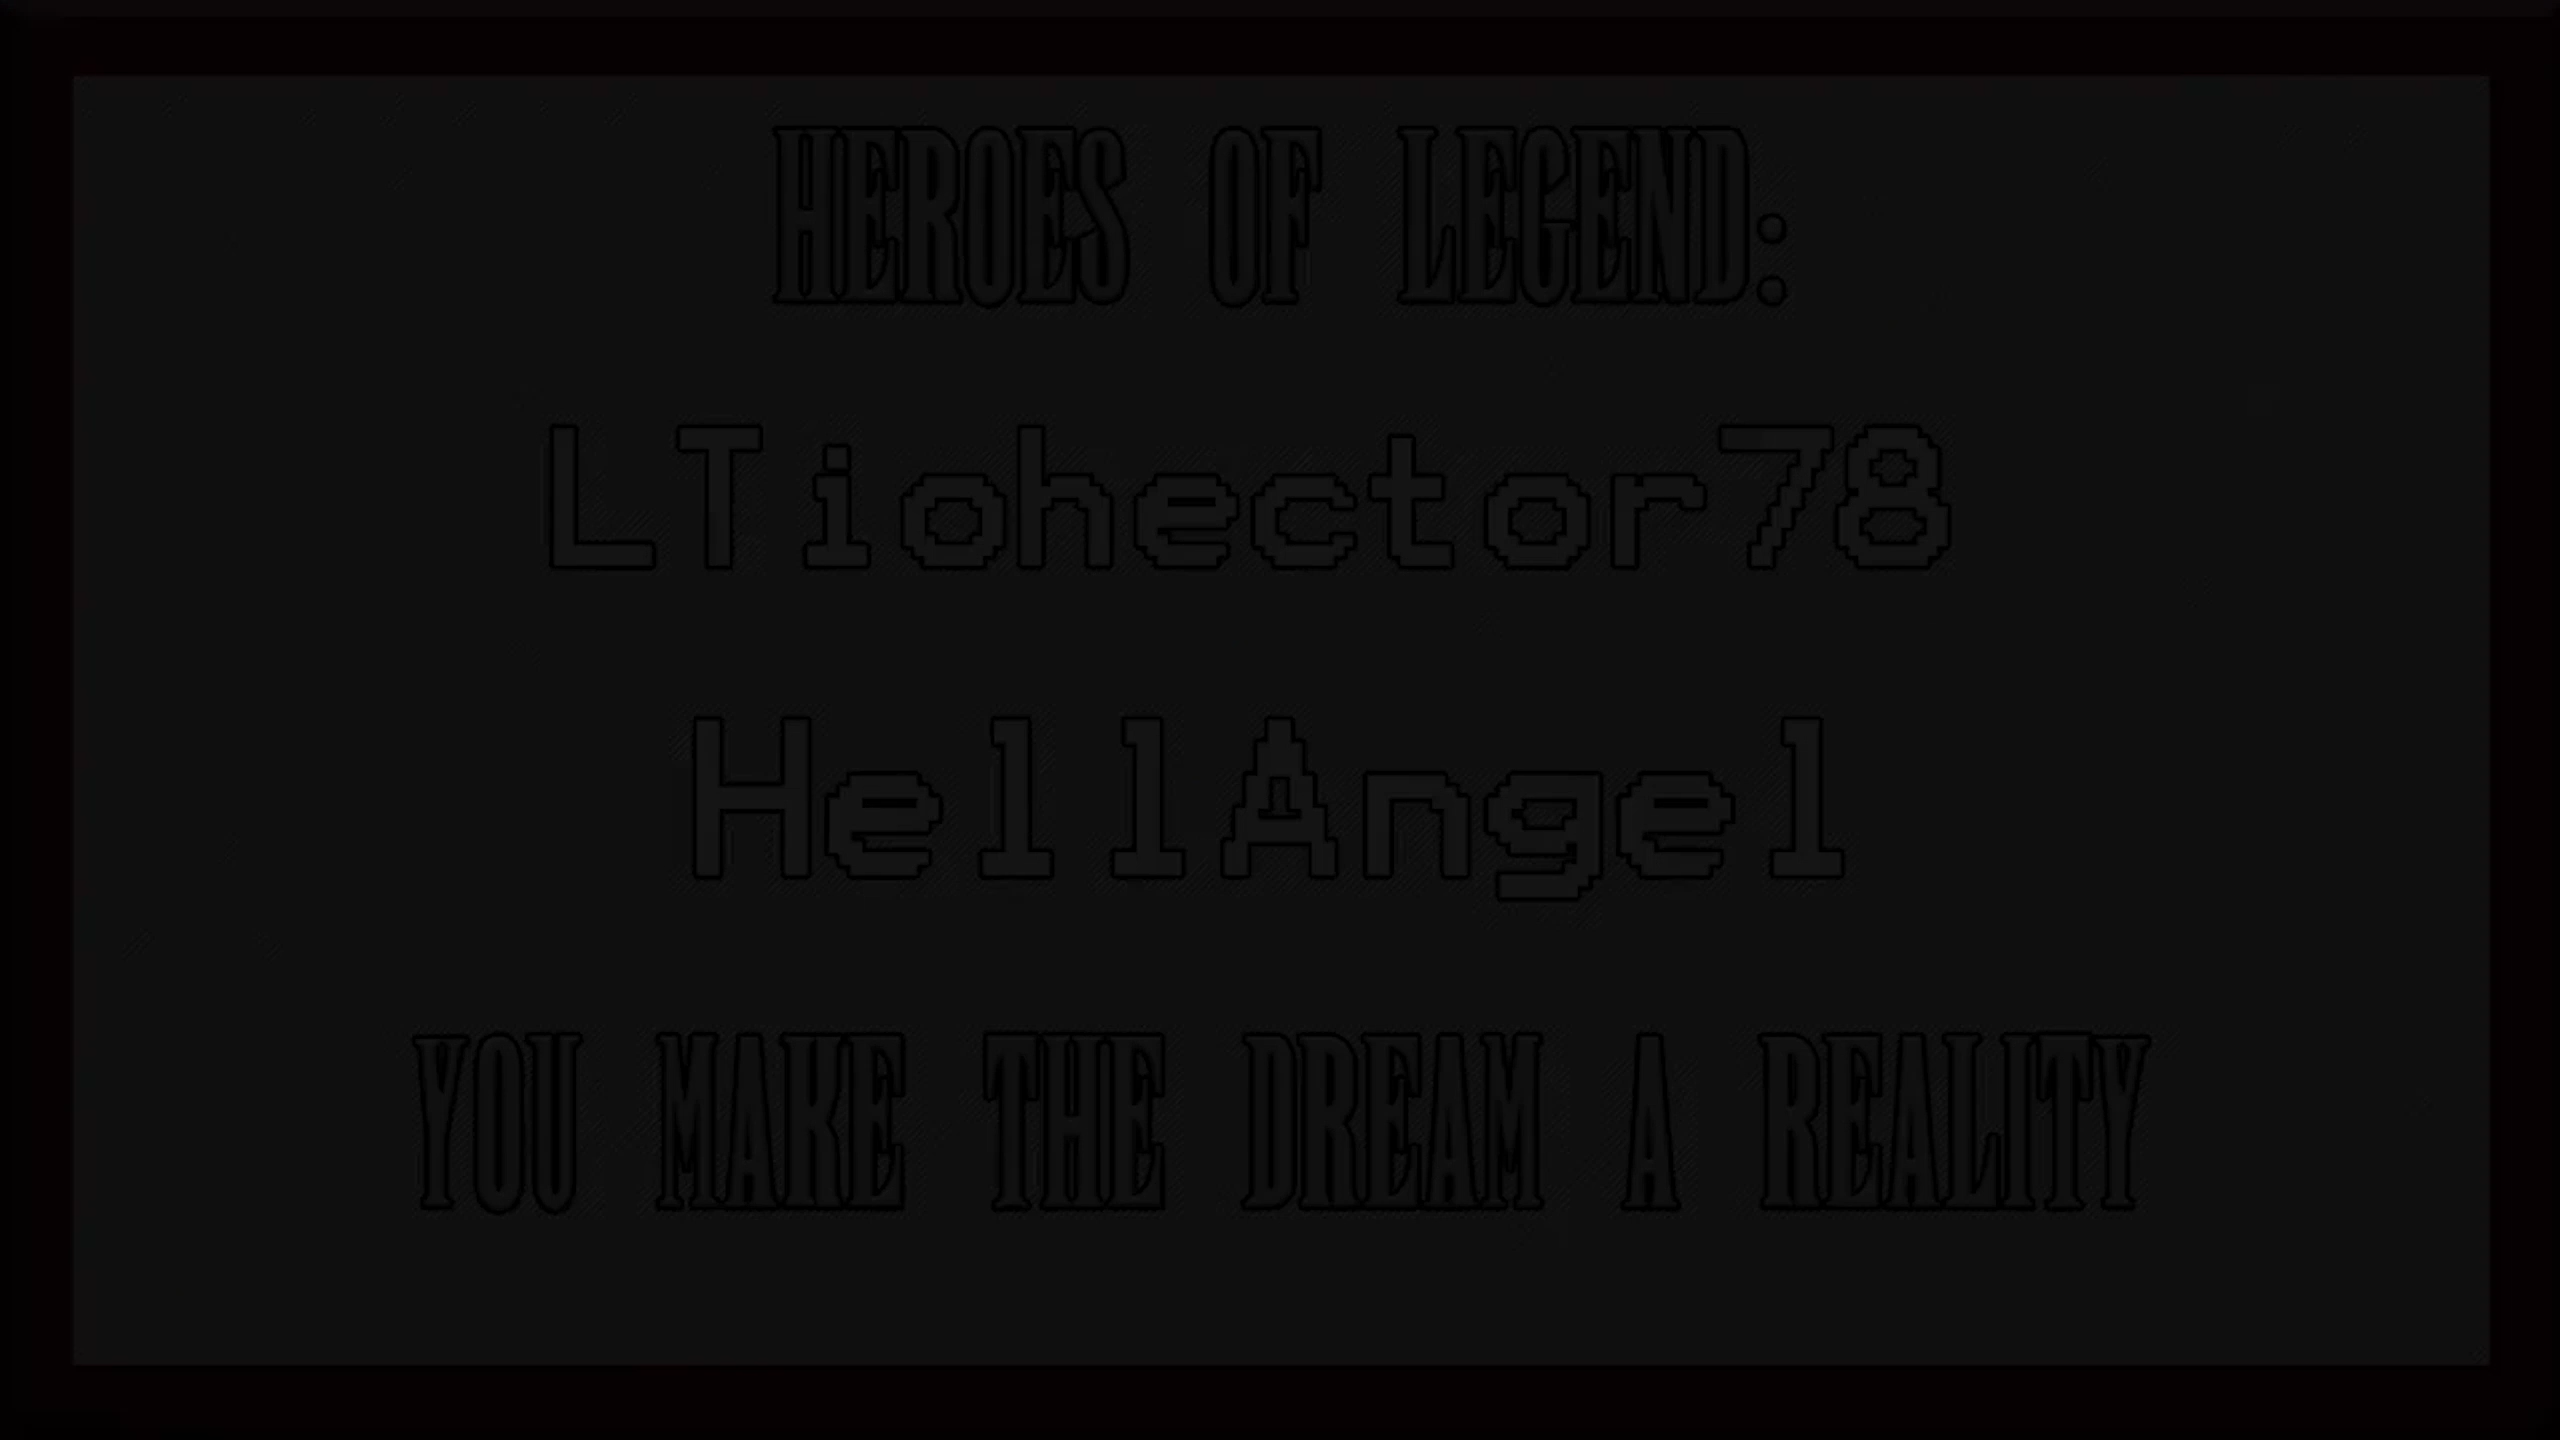 HEROES OF LEGEND:
LTiohector78
HellAngel
YOU MAKE THE DREAM A REALITY